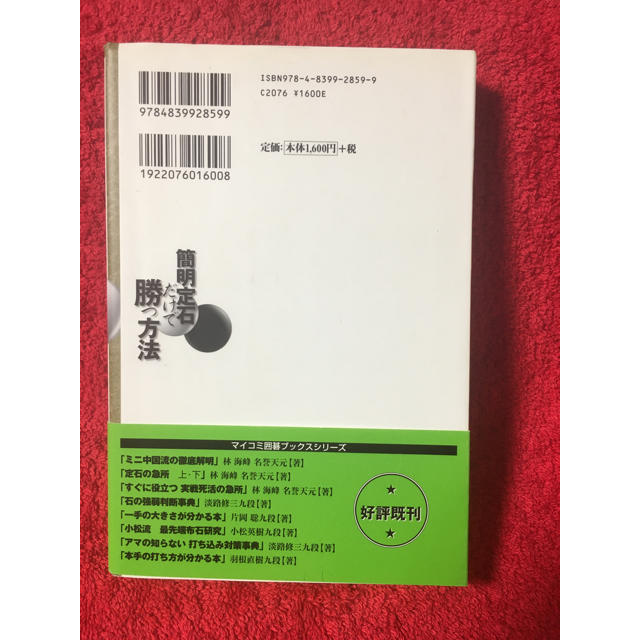 ISBN978-4-8399-2859-9
C2076 ¥1600E
定価:本体1,600円+税
9784839928599
1922076016008
簡明定石
だけで
勝つ方法
マイコミ囲碁ブックスシリーズ
「ミニ中国流の徹底解明」林 海峰 名誉天元【著】
「定石の急所 上・下」林 海峰 名誉天元【著】
「すぐに役立つ 実戦死活の急所」林 海峰 名誉天元【著】
「石の強弱判断事典」淡路修三九段【著】
「一手の大きさが分かる本」片岡 聡九段【著】
「小松流 最先端布石研究」小松英樹九段【著】
「アマの知らない 打ち込み対策事典」淡路修三九段【著】
「本手の打ち方が分かる本」羽根直樹九段【著】
好評既刊